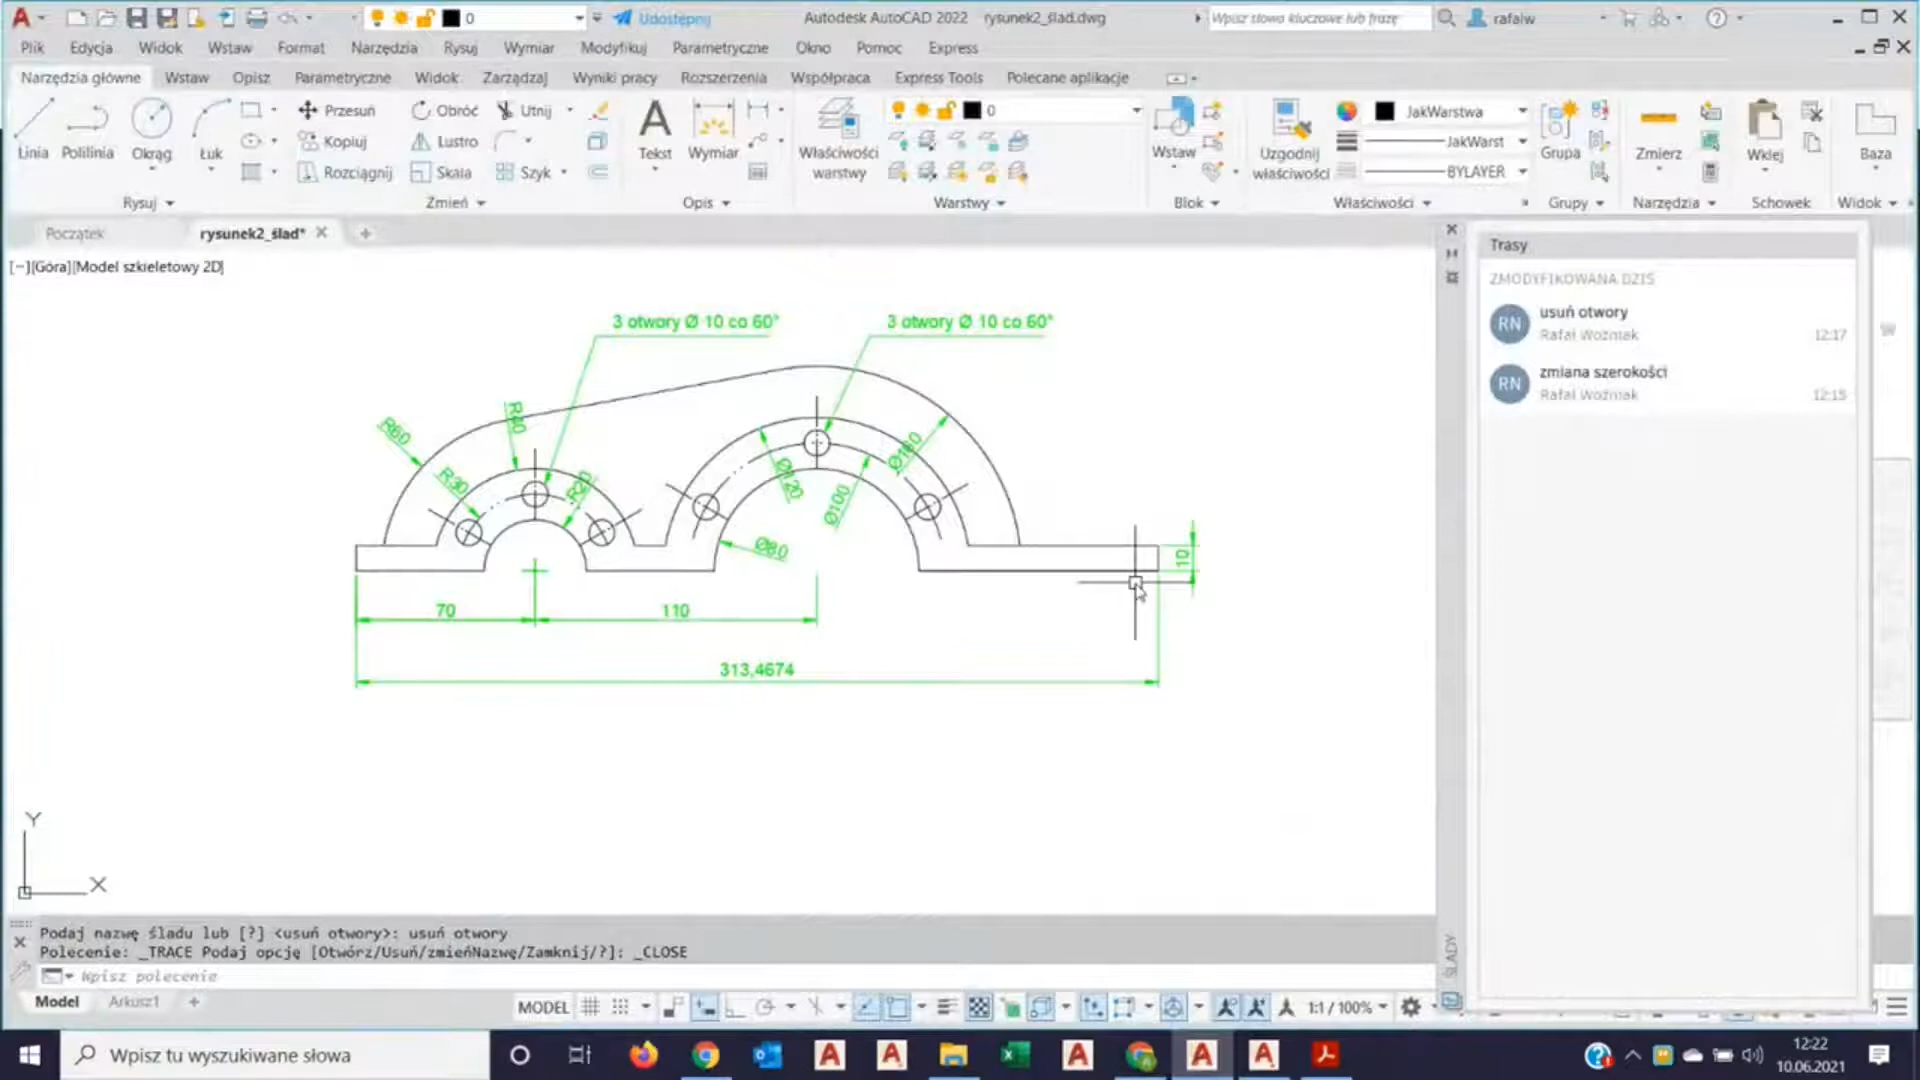 0
Udostępnij
Autodesk AutoCAD 2022 rysunek2_ślad.dwg
Wpisz słowa kluczowe lub frazę
rafalw
Plik Edycja Widok Wstaw Format Narzędzia Rysuj Wymiar Modyfikuj Parametryczne Okno Pomoc Express
Narzędzia główne Wstaw Opisz Parametryczne Widok Zarządzaj Wyniki pracy Rozszerzenia Współpraca Express Tools Polecane aplikacje
Linia Polilinia Okrąg Łuk
Przesuń Obróć Utnij
Kopiuj Lustro
Rozciągnij Skala Szyk
Tekst Wymiar
Właściwości warstwy
0
Wstaw
Uzgodnij właściwości
JakWarstwa
JakWarst
BYLAYER
Grupa Zmierz Wklej Baza
Rysuj Zmień Opis Warstwy Blok Właściwości Grupy Narzędzia Schowek Widok
Początek rysunek2_ślad*
[−][Góra][Model szkieletowy 2D]
3 otwory Ø 10 co 60° 3 otwory Ø 10 co 60°
R60
R40
R30
R20
Ø120
Ø100
Ø160
Ø80
10
70 110
313,4674
Y
X
Trasy
ZMODYFIKOWANA DZIŚ
RN usuń otwory
Rafał Woźniak 12:17
RN zmiana szerokości
Rafał Woźniak 12:15
ŚLADY
Podaj nazwę śladu lub [?] <usuń otwory>: usuń otwory
Polecenie: _TRACE Podaj opcję [Otwórz/Usuń/zmieńNazwę/Zamknij/?]: _CLOSE
Wpisz polecenie
Model Arkusz1
MODEL 1:1 / 100%
Wpisz tu wyszukiwane słowa
12:22
10.06.2021